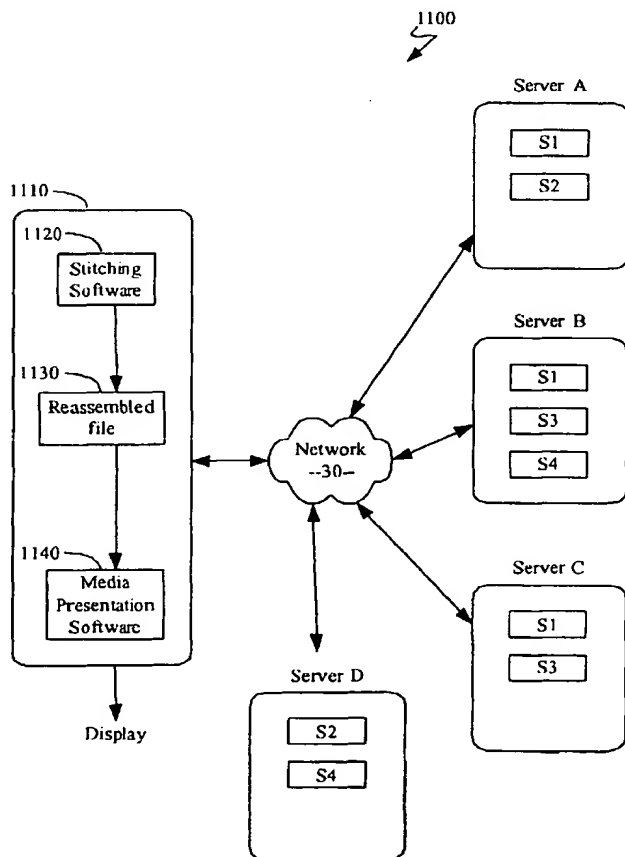 1100
Server A
S1
S2
1110
1120
Stitching
Software
1130
Reassembled
file
1140
Media
Presentation
Software
Display
Network
--30--
Server B
S1
S3
S4
Server C
S1
S3
Server D
S2
S4